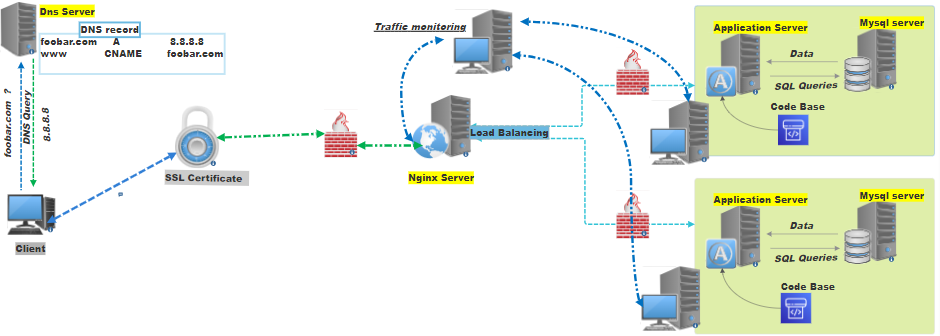 Dns Server
DNS record
foobar.com A 8.8.8.8
www CNAME foobar.com
foobar.com ?
DNS Query
8.8.8.8
Client
SSL Certificate
Traffic monitoring
Load Balancing
Nginx Server
Application Server
Mysql server
Data
SQL Queries
Code Base
Application Server
Mysql server
Data
SQL Queries
Code Base